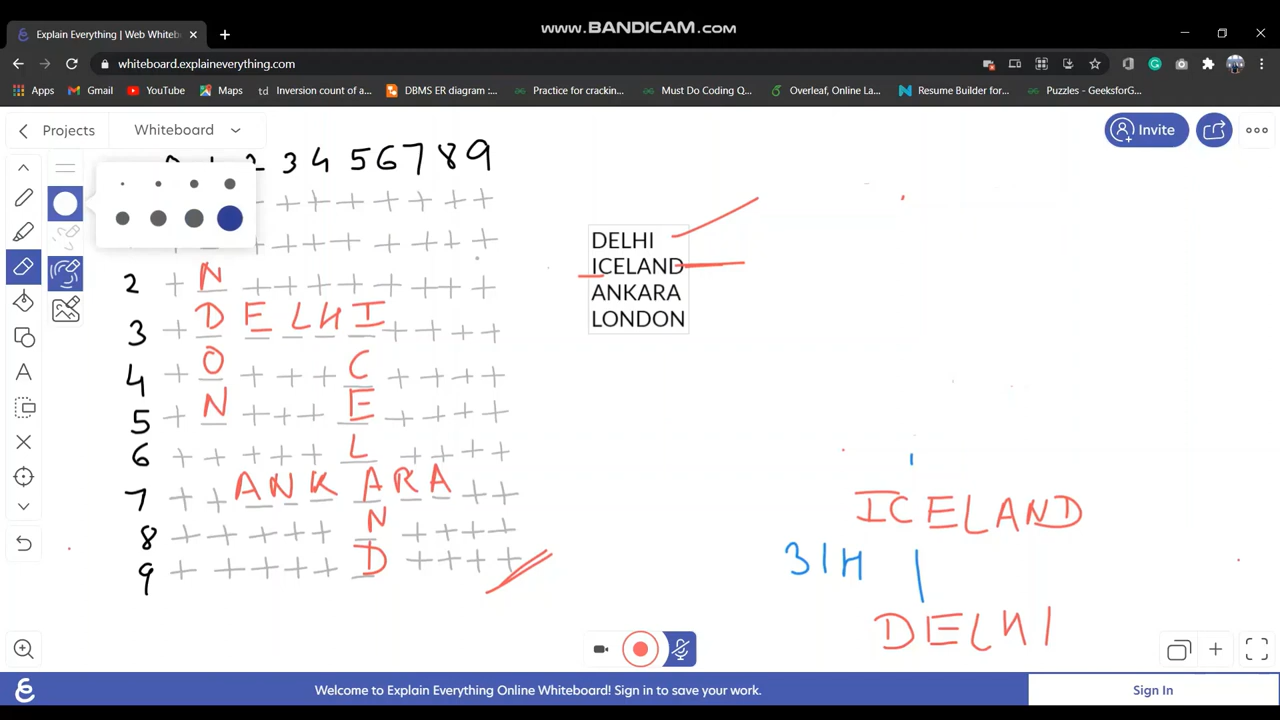 www.BANDICAM.com
Explain Everything | Web Whiteb
whiteboard.explaineverything.com
Apps Gmail YouTube Maps td Inversion count of a... DBMS ER diagram :... Practice for crackin... Must Do Coding Q... Overleaf, Online La... Resume Builder for... Puzzles - GeeksforG...
Projects Whiteboard Invite
2 3 4 5 6 7 8 9
+ + + + + +
+ + + + + +
2 + N + + + + + + + +
3 + D E L H I + + + +
4 + O + + + C + + + +
5 + N + + + E + + + +
6 + + + + + L + + + +
7 + + A N K A R A + +
8 + + + + + N + + + +
9 + + + + + D + + + +
DELHI
ICELAND
ANKARA
LONDON
ICELAND
31H
DELHI
Welcome to Explain Everything Online Whiteboard! Sign in to save your work. Sign In